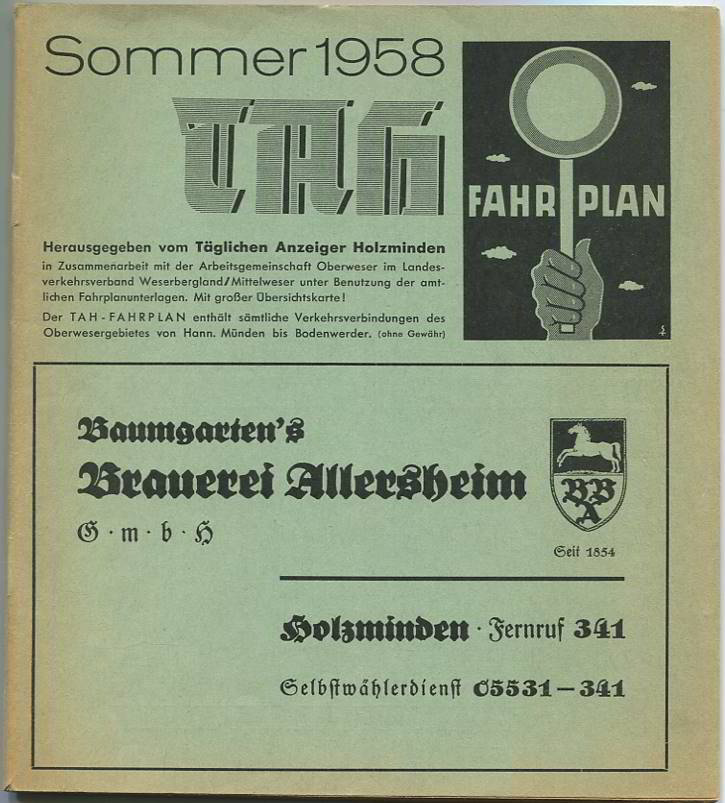 Sommer 1958
TAH
FAHRPLAN
Herausgegeben vom Täglichen Anzeiger Holzminden
in Zusammenarbeit mit der Arbeitsgemeinschaft Oberweser im Landes-
verkehrsverband Weserbergland/Mittelweser unter Benutzung der amt-
lichen Fahrplanunterlagen. Mit großer Übersichtskarte!
Der TAH-FAHRPLAN enthält sämtliche Verkehrsverbindungen des
Oberwesergebietes von Hann. Münden bis Bodenwerder. (ohne Gewähr)
Baumgarten's
Brauerei Allersheim
G·m·b·H
BBA
Seit 1854
Holzminden · Fernruf 341
Selbstwählerdienst 05531–341